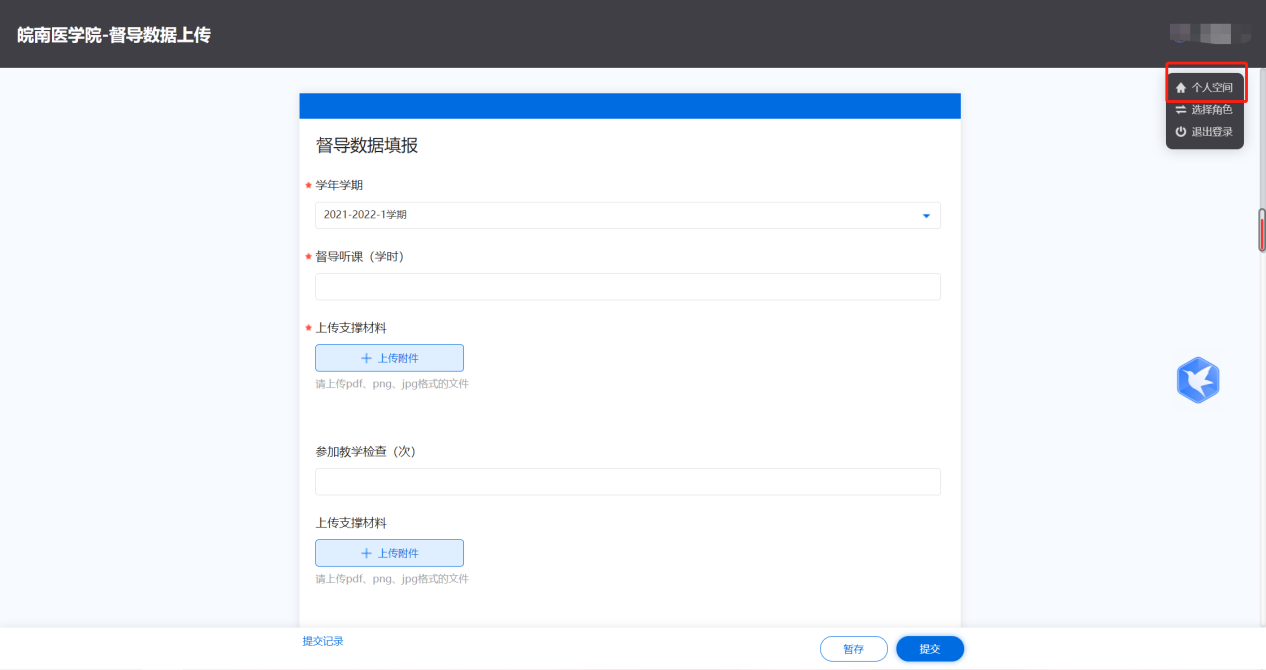 皖南医学院-督导数据上传
个人空间
选择角色
退出登录
督导数据填报
* 学年学期
2021-2022-1学期
* 督导听课（学时）
* 上传支撑材料
+ 上传附件
请上传pdf、png、jpg格式的文件
参加教学检查（次）
上传支撑材料
+ 上传附件
请上传pdf、png、jpg格式的文件
提交记录
暂存
提交